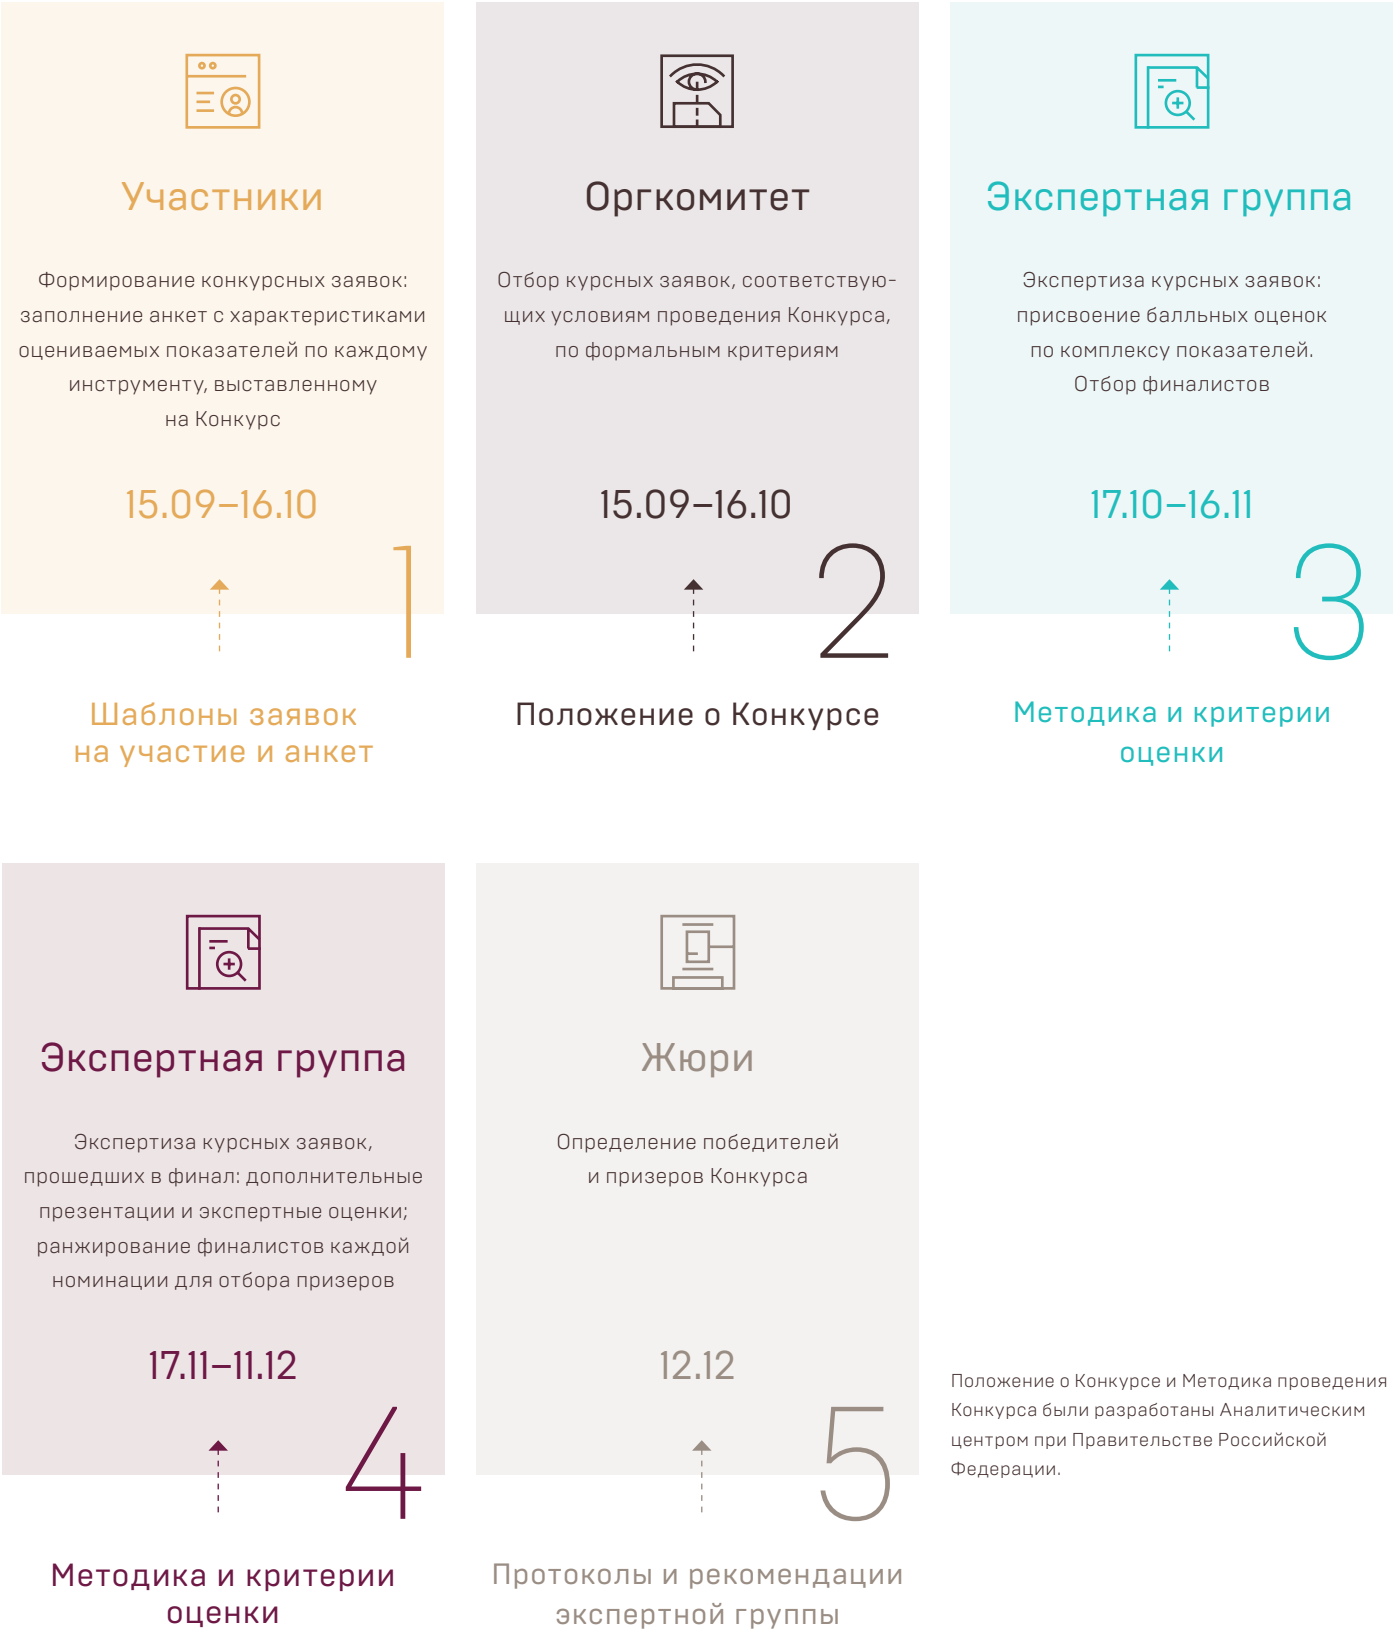 Участники
Формирование конкурсных заявок:
заполнение анкет с характеристиками
оцениваемых показателей по каждому
инструменту, выставленному
на Конкурс
15.09–16.10
1
Шаблоны заявок
на участие и анкет
Оргкомитет
Отбор курсных заявок, соответствую-
щих условиям проведения Конкурса,
по формальным критериям
15.09–16.10
2
Положение о Конкурсе
Экспертная группа
Экспертиза курсных заявок:
присвоение балльных оценок
по комплексу показателей.
Отбор финалистов
17.10–16.11
3
Методика и критерии
оценки
Экспертная группа
Экспертиза курсных заявок,
прошедших в финал: дополнительные
презентации и экспертные оценки;
ранжирование финалистов каждой
номинации для отбора призеров
17.11–11.12
4
Методика и критерии
оценки
Жюри
Определение победителей
и призеров Конкурса
12.12
5
Протоколы и рекомендации
экспертной группы
Положение о Конкурсе и Методика проведения
Конкурса были разработаны Аналитическим
центром при Правительстве Российской
Федерации.